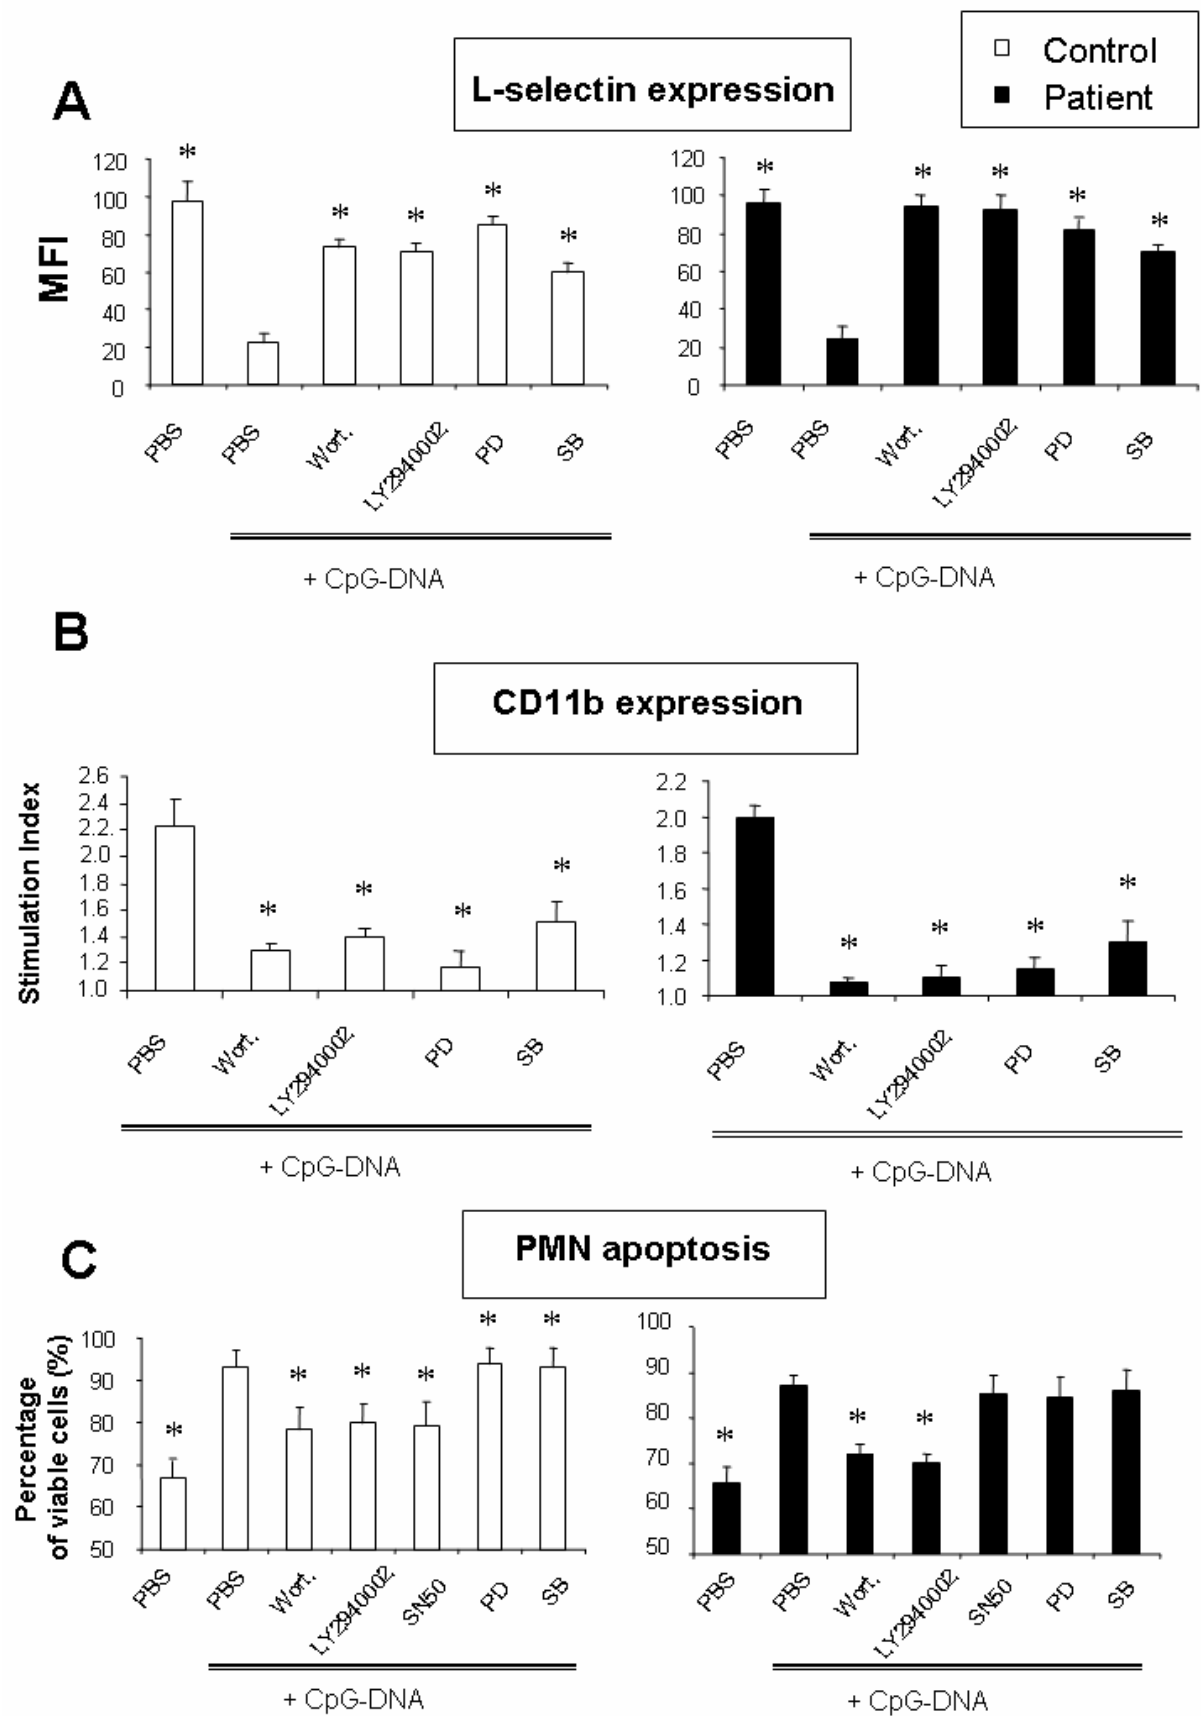 Control
Patient
A
L-selectin expression
MFI
120
100
80
60
40
20
0
* * * * *
PBS PBS Wort. LY2940002 PD SB
+ CpG-DNA
120
100
80
60
40
20
0
* * * * *
PBS PBS Wort. LY2940002 PD SB
+ CpG-DNA
B
CD11b expression
Stimulation Index
2.6
2.4
2.2.
2.0
1.8
1.6
1.4
1.2
1.0
* * * *
PBS Wort. LY2940002 PD SB
+ CpG-DNA
2.2
2.0
1.8
1.6
1.4
1.2
1.0
* * * *
PBS Wort. LY2940002 PD SB
+ CpG-DNA
C
PMN apoptosis
Percentage
of viable cells (%)
100
90
80
70
60
50
* * * * * *
PBS PBS Wort. LY2940002 SN50 PD SB
+ CpG-DNA
100
90
80
70
60
50
* * *
PBS PBS Wort. LY2940002 SN50 PD SB
+ CpG-DNA